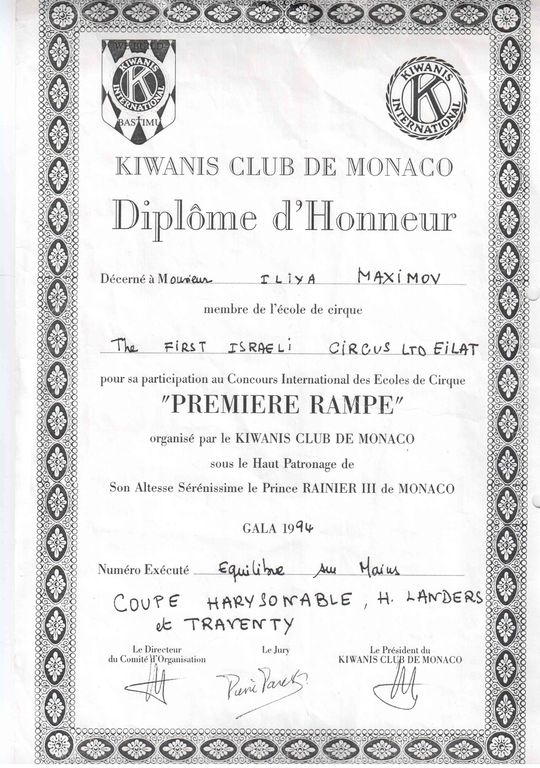 KIWANIS
INTERNATIONAL
K
BASTIMU
KIWANIS
K
INTERNATIONAL
KIWANIS CLUB DE MONACO
Diplôme d'Honneur
Décerné à Monsieur ILIYA MAXIMOV
membre de l'école de cirque
The FIRST ISRAELI CIRCUS LTD EILAT
pour sa participation au Concours International des Ecoles de Cirque
"PREMIERE RAMPE"
organisé par le KIWANIS CLUB DE MONACO
sous le Haut Patronage de
Son Altesse Sérénissime le Prince RAINIER III de MONACO
GALA 1994
Numéro Exécuté Equilibre sur Mains
COUPE HARYSONABLE, H. LANDERS
et TRAVENTY
Le Directeur Le Jury Le Président du
du Comité d'Organisation KIWANIS CLUB DE MONACO